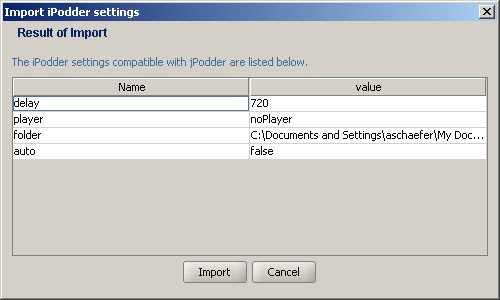 Import iPodder settings
Result of Import
The iPodder settings compatible with jPodder are listed below.
Name value
delay 720
player noPlayer
folder C:\Documents and Settings\aschaefer\My Doc...
auto false
Import Cancel